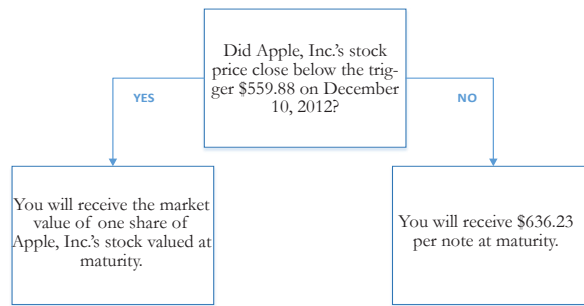 Did Apple, Inc.'s stock
price close below the trig-
ger $559.88 on December
10, 2012?
YES
NO
You will receive the market
value of one share of
Apple, Inc.'s stock valued at
maturity.
You will receive $636.23
per note at maturity.